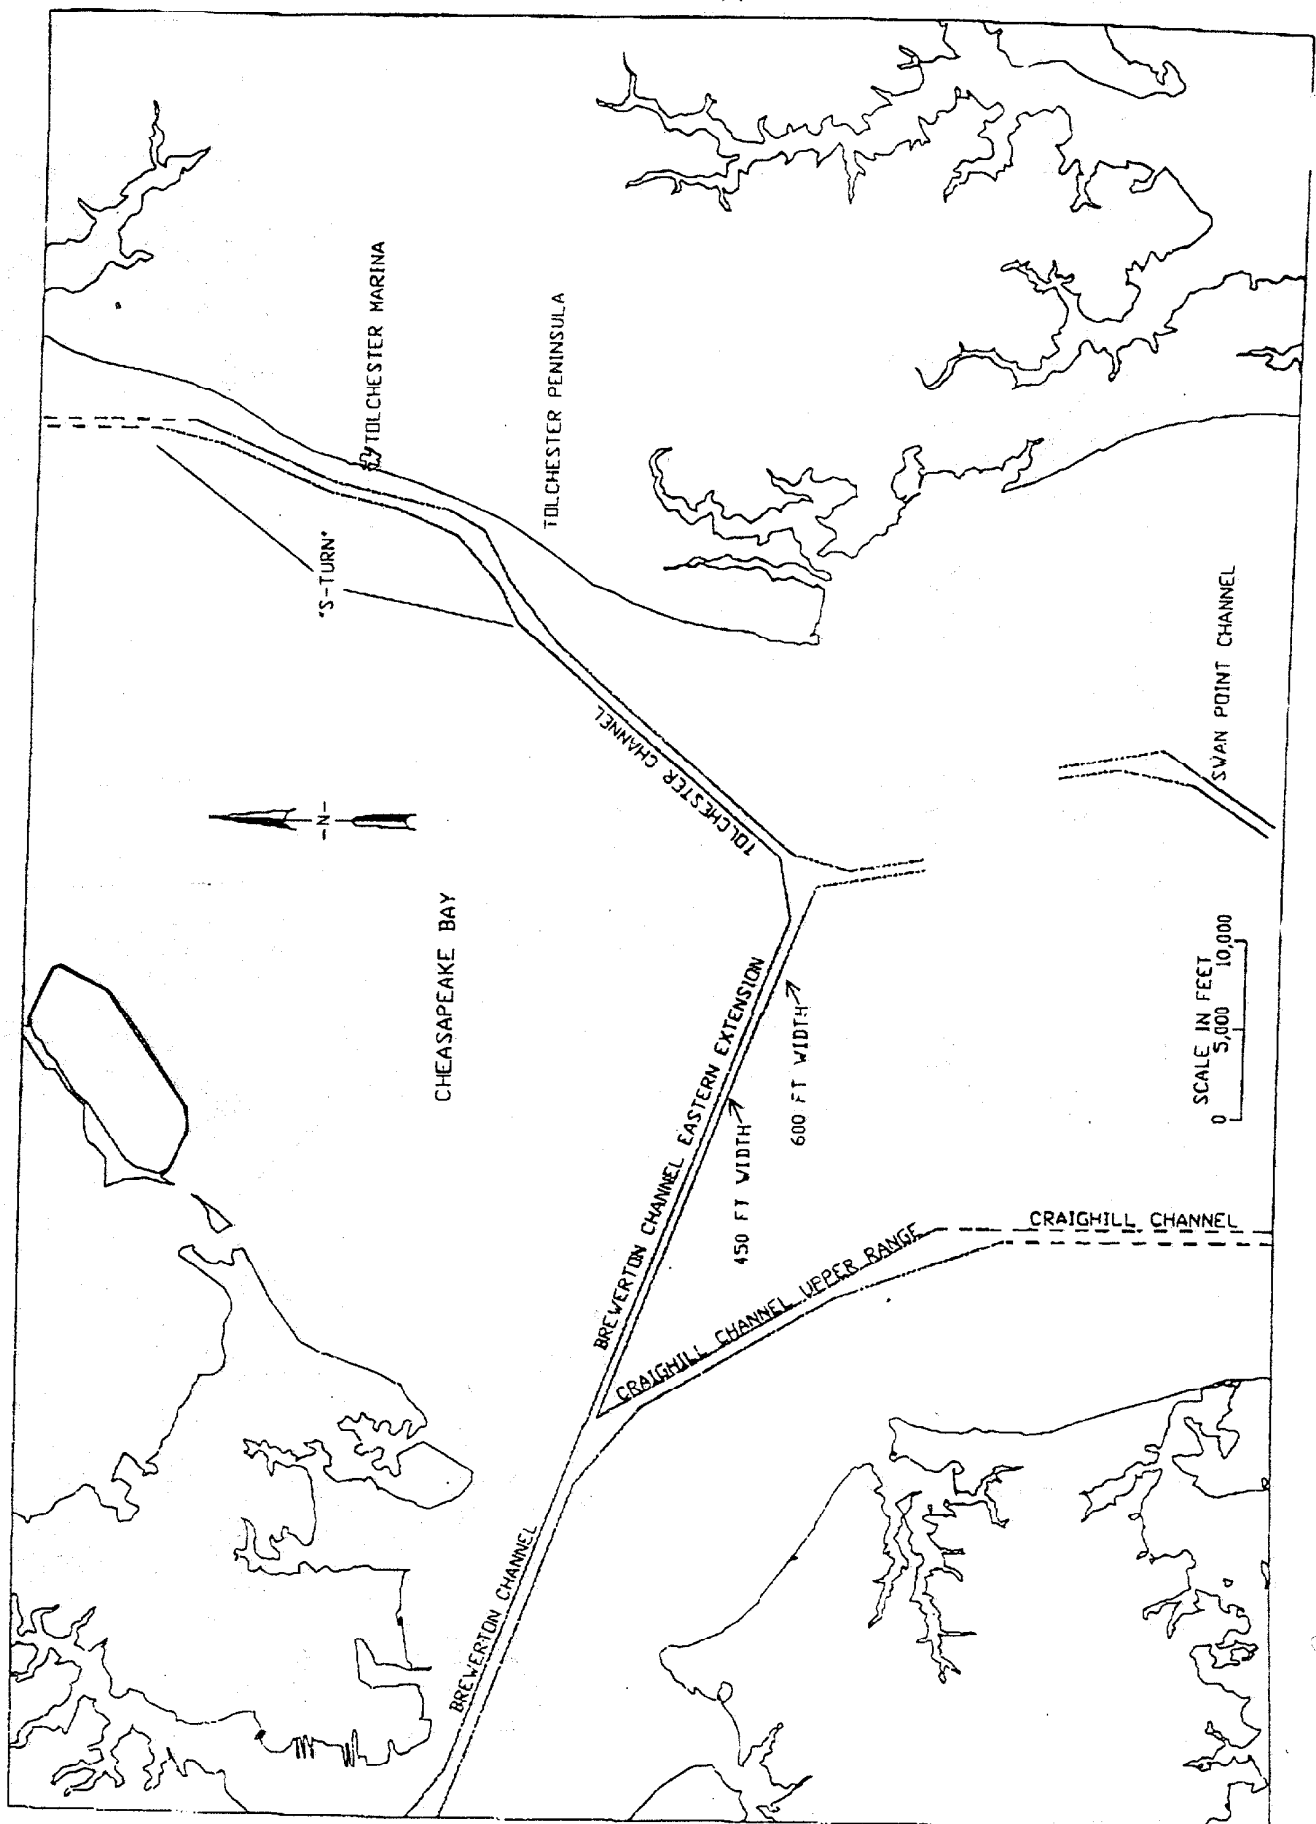 TOLCHESTER MARINA
TOLCHESTER PENINSULA
"S-TURN"
TOLCHESTER CHANNEL
SWAN POINT CHANNEL
-N-
CHEASAPEAKE BAY
BREWERTON CHANNEL EASTERN EXTENSION
450 FT WIDTH
600 FT WIDTH
SCALE IN FEET
0 5,000 10,000
CRAIGHILL CHANNEL
CRAIGHILL CHANNEL UPPER RANGE
BREWERTON CHANNEL